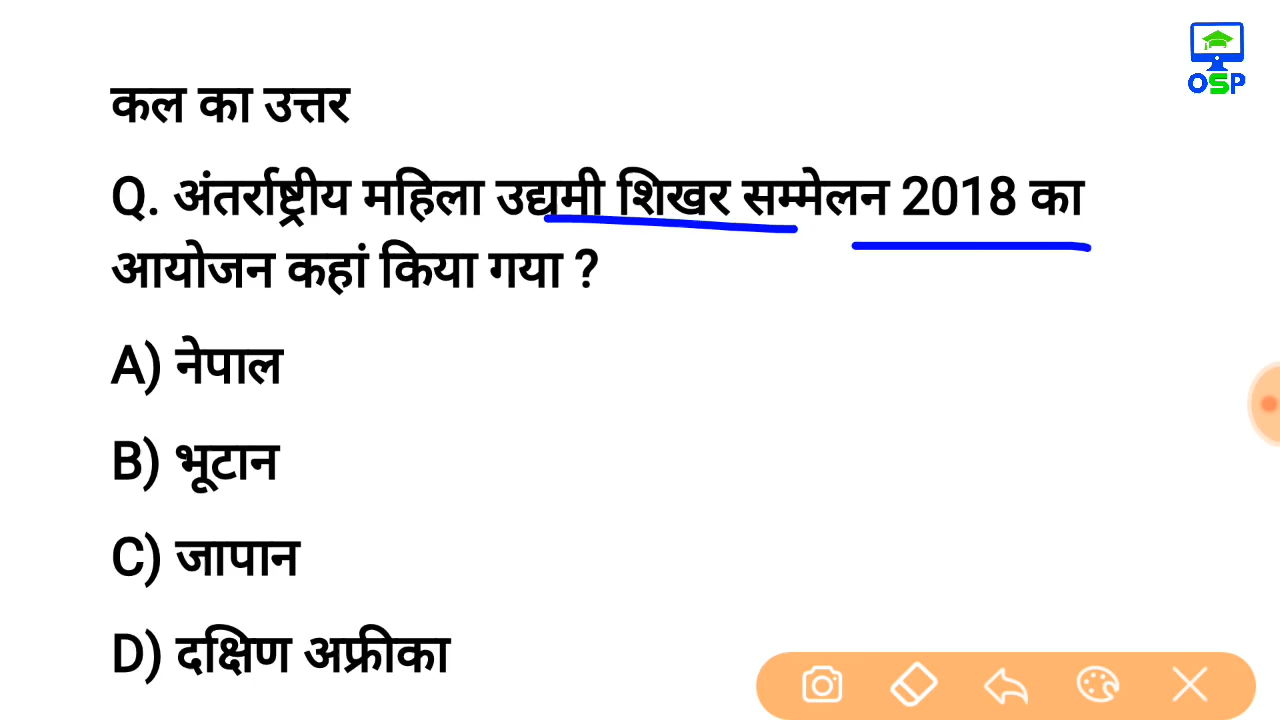 OSP
कल का उत्तर
Q. अंतर्राष्ट्रीय महिला उद्यमी शिखर सम्मेलन 2018 का
आयोजन कहां किया गया ?
A) नेपाल
B) भूटान
C) जापान
D) दक्षिण अफ्रीका